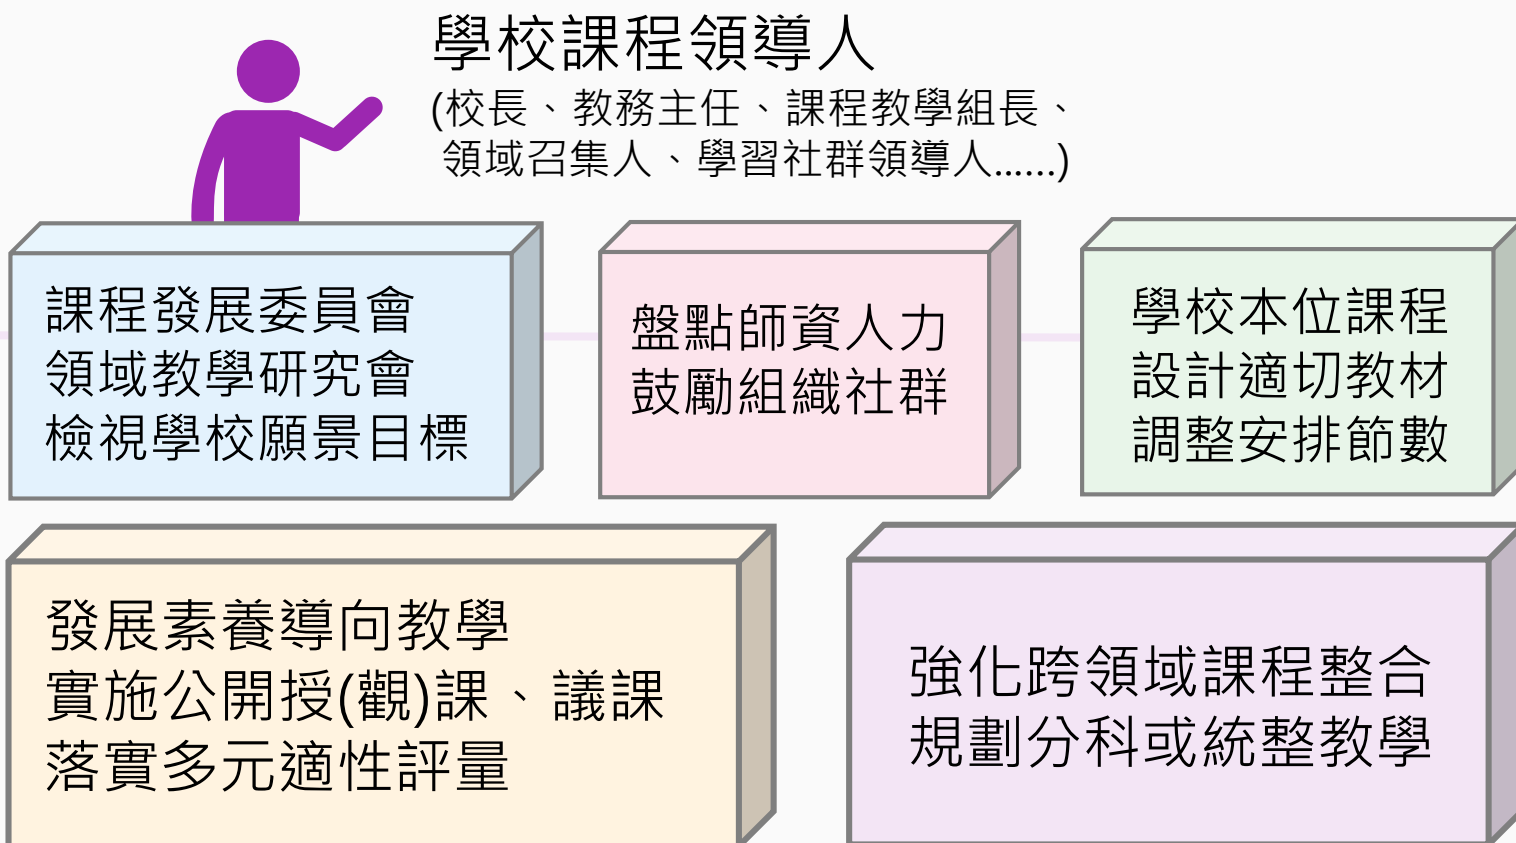 學校課程領導人
(校長、教務主任、課程教學組長、
領域召集人、學習社群領導人......)
課程發展委員會
領域教學研究會
檢視學校願景目標
盤點師資人力
鼓勵組織社群
學校本位課程
設計適切教材
調整安排節數
發展素養導向教學
實施公開授(觀)課、議課
落實多元適性評量
強化跨領域課程整合
規劃分科或統整教學